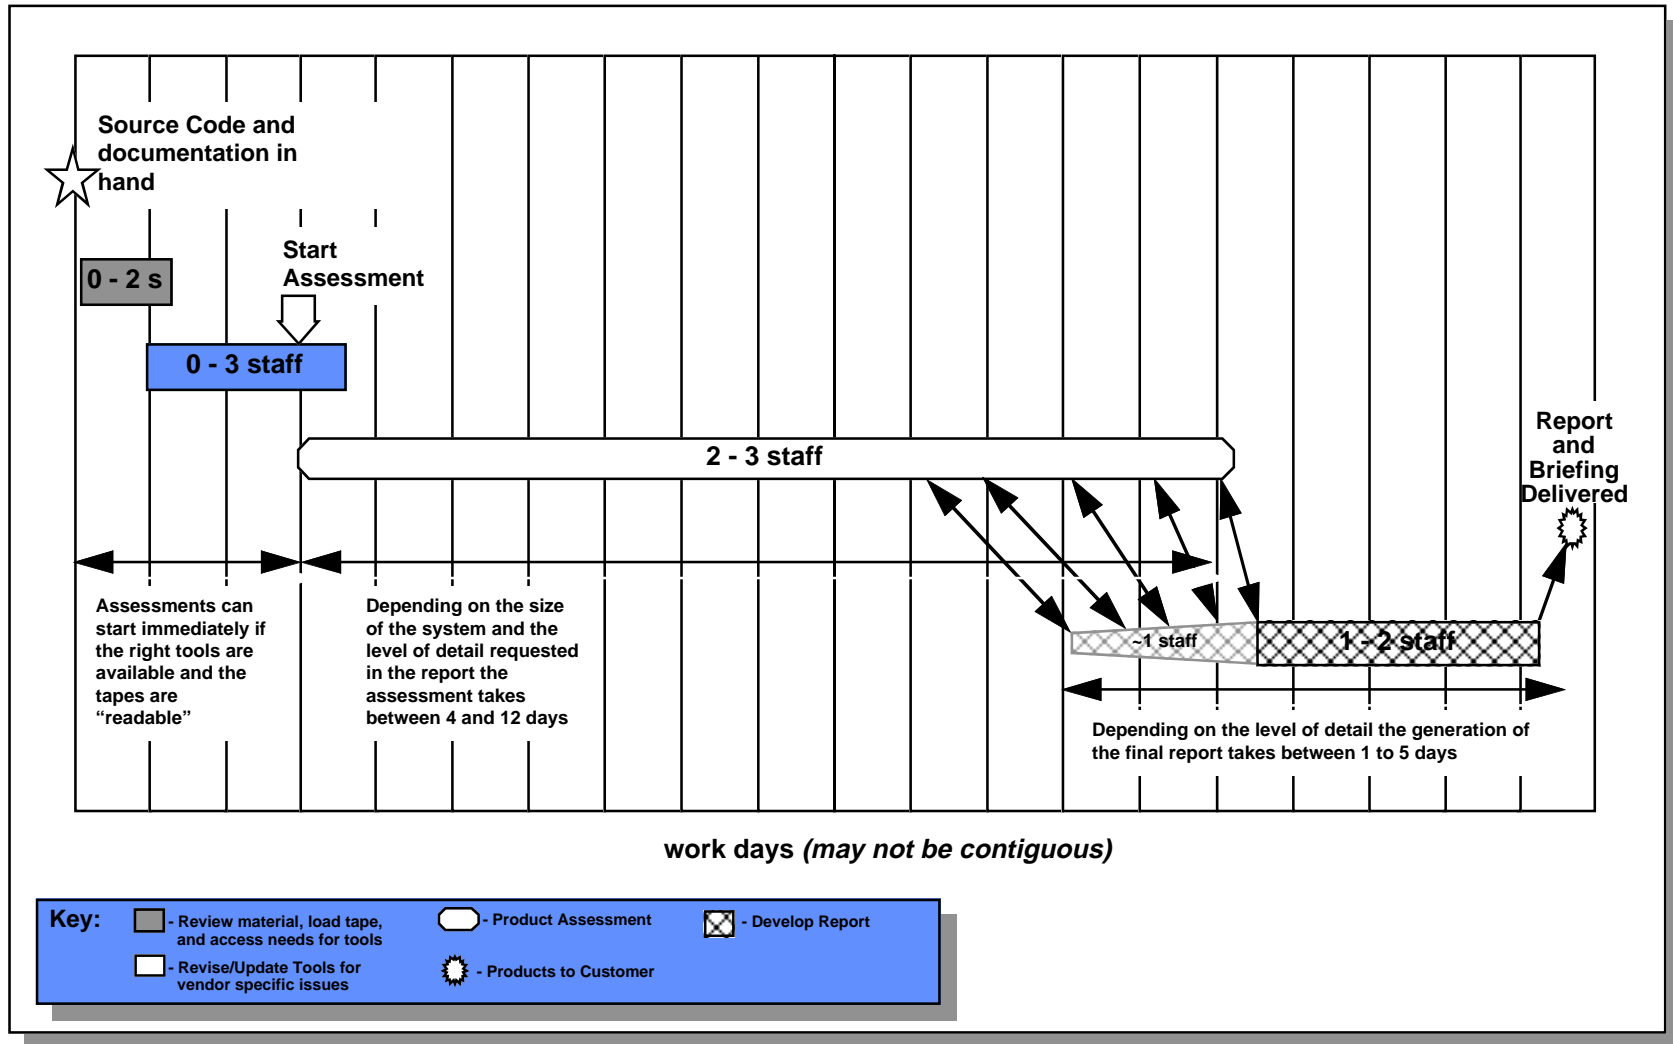 Source Code and
documentation in
hand
Start
Assessment
0 - 2 s
0 - 3 staff
2 - 3 staff
Report
and
Briefing
Delivered
Assessments can
start immediately if
the right tools are
available and the
tapes are
“readable”
Depending on the size
of the system and the
level of detail requested
in the report the
assessment takes
between 4 and 12 days
~1 staff
1 - 2 staff
Depending on the level of detail the generation of
the final report takes between 1 to 5 days
work days (may not be contiguous)
Key:
- Review material, load tape,
and access needs for tools
- Revise/Update Tools for
vendor specific issues
- Product Assessment
- Products to Customer
- Develop Report